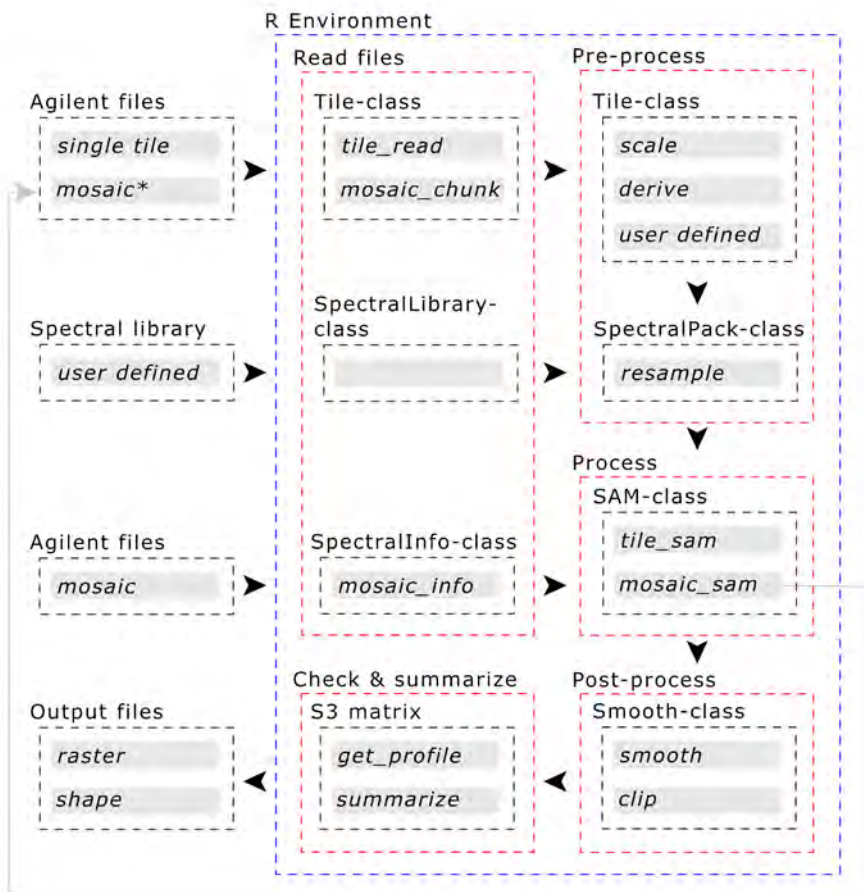 R Environment
Read files
Pre-process
Agilent files
Tile-class
Tile-class
single tile
tile_read
scale
mosaic*
mosaic_chunk
derive
user defined
Spectral library
SpectralLibrary-
class
SpectralPack-class
user defined
resample
Process
SAM-class
Agilent files
SpectralInfo-class
tile_sam
mosaic
mosaic_info
mosaic_sam
Check & summarize
Post-process
Output files
S3 matrix
Smooth-class
raster
get_profile
smooth
shape
summarize
clip